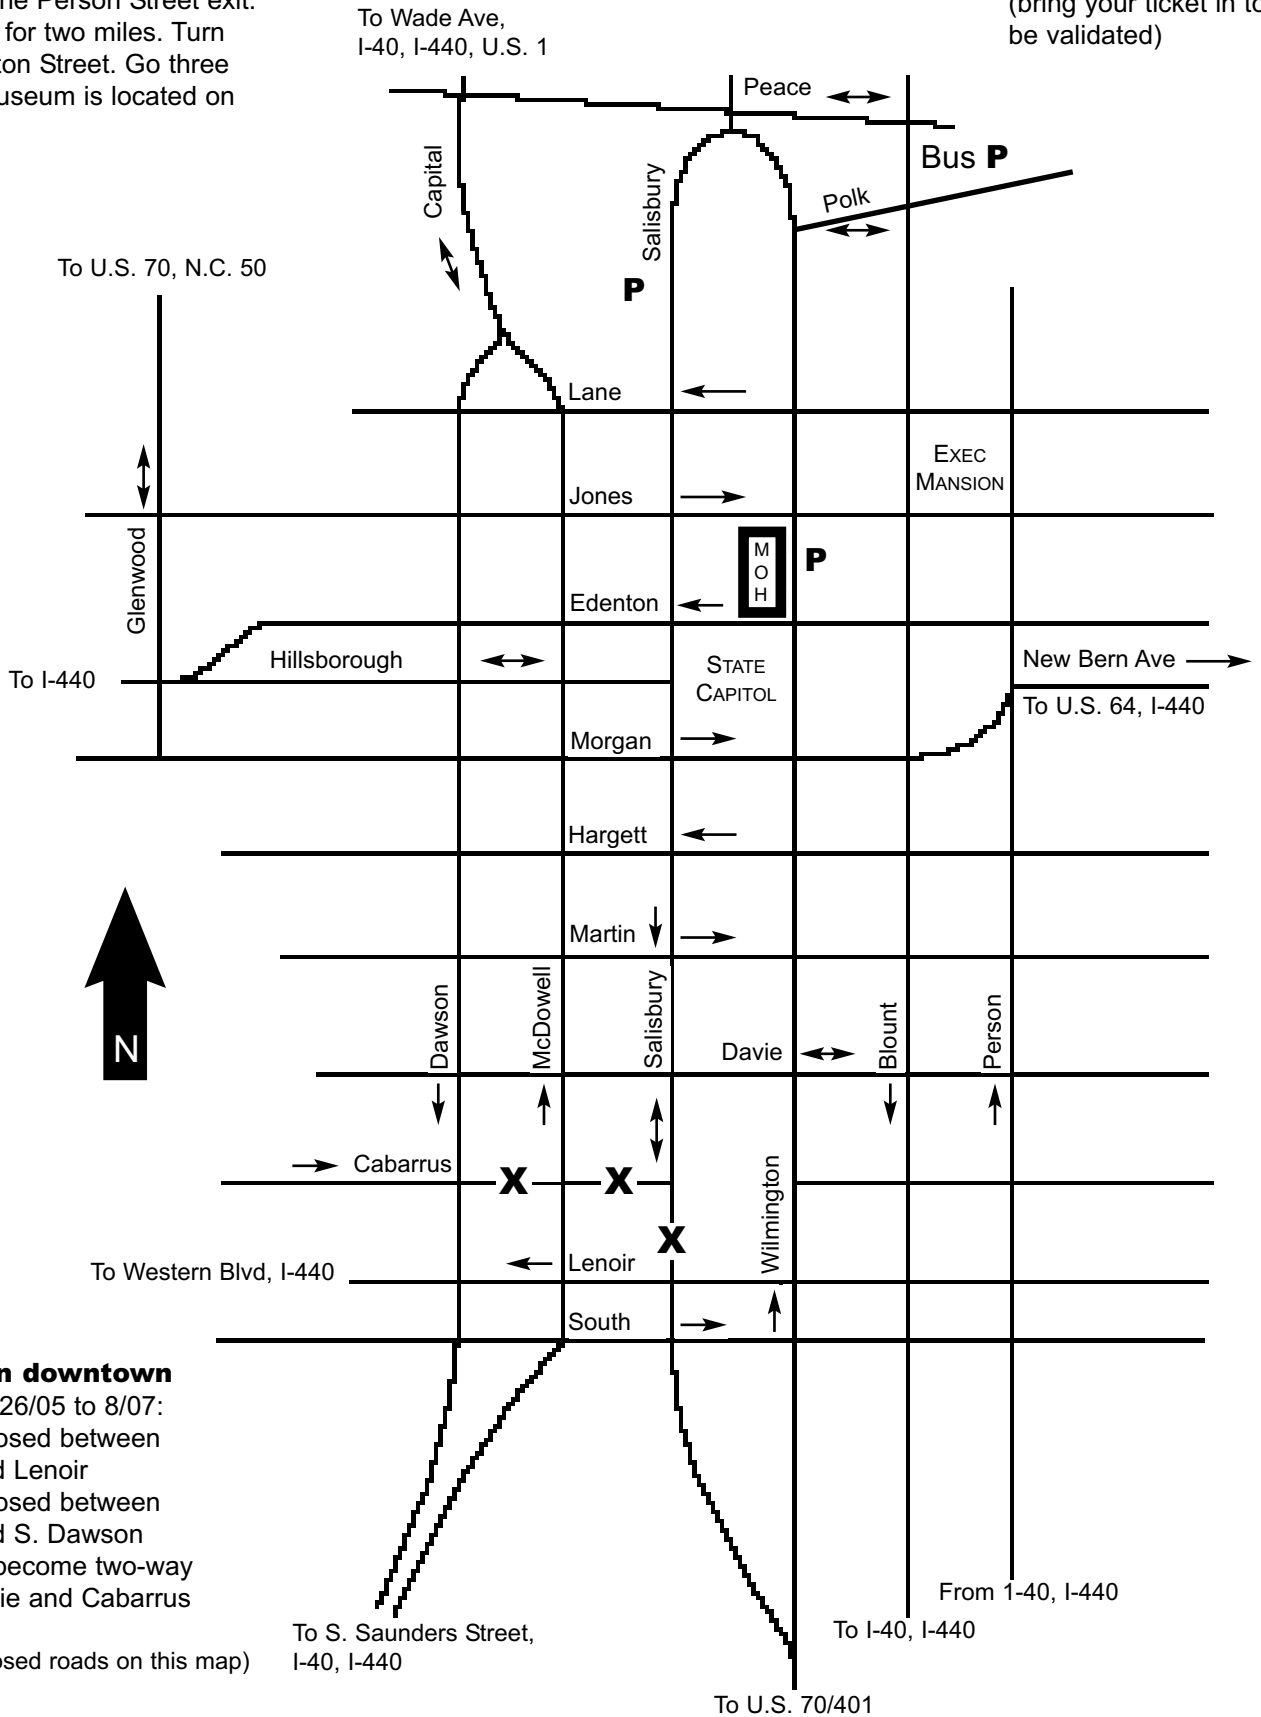 ne Person Street exit.
for two miles. Turn
ton Street. Go three
useum is located on
To Wade Ave,
I-40, I-440, U.S. 1
(bring your ticket in to
be validated)
Peace
Capital
Salisbury
Bus P
Polk
To U.S. 70, N.C. 50
P
Lane
EXEC
MANSION
Jones
Glenwood
M
O
H
P
Edenton
Hillsborough
STATE
CAPITOL
New Bern Ave
To I-440
To U.S. 64, I-440
Morgan
Hargett
Martin
N
Dawson
McDowell
Salisbury
Davie
Blount
Person
Cabarrus
X
X
X
Wilmington
To Western Blvd, I-440
Lenoir
South
n downtown
26/05 to 8/07:
osed between
d Lenoir
osed between
d S. Dawson
become two-way
ie and Cabarrus
osed roads on this map)
To S. Saunders Street,
I-40, I-440
From 1-40, I-440
To I-40, I-440
To U.S. 70/401